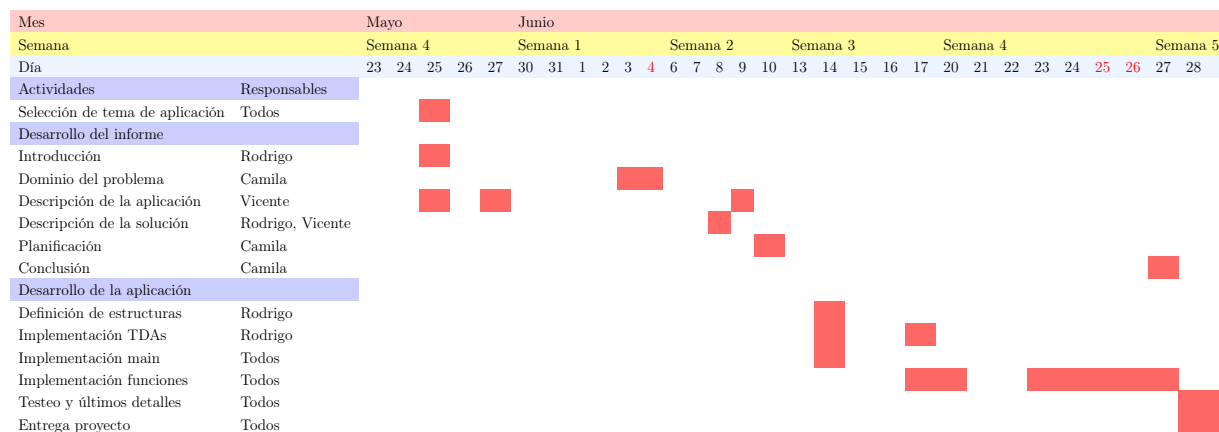 Mes Mayo Junio
Semana Semana 4 Semana 1 Semana 2 Semana 3 Semana 4 Semana 5
Día 23 24 25 26 27 30 31 1 2 3 4 6 7 8 9 10 13 14 15 16 17 20 21 22 23 24 25 26 27 28
Actividades Responsables
Selección de tema de aplicación Todos
Desarrollo del informe
Introducción Rodrigo
Dominio del problema Camila
Descripción de la aplicación Vicente
Descripción de la solución Rodrigo, Vicente
Planificación Camila
Conclusión Camila
Desarrollo de la aplicación
Definición de estructuras Rodrigo
Implementación TDAs Rodrigo
Implementación main Todos
Implementación funciones Todos
Testeo y últimos detalles Todos
Entrega proyecto Todos